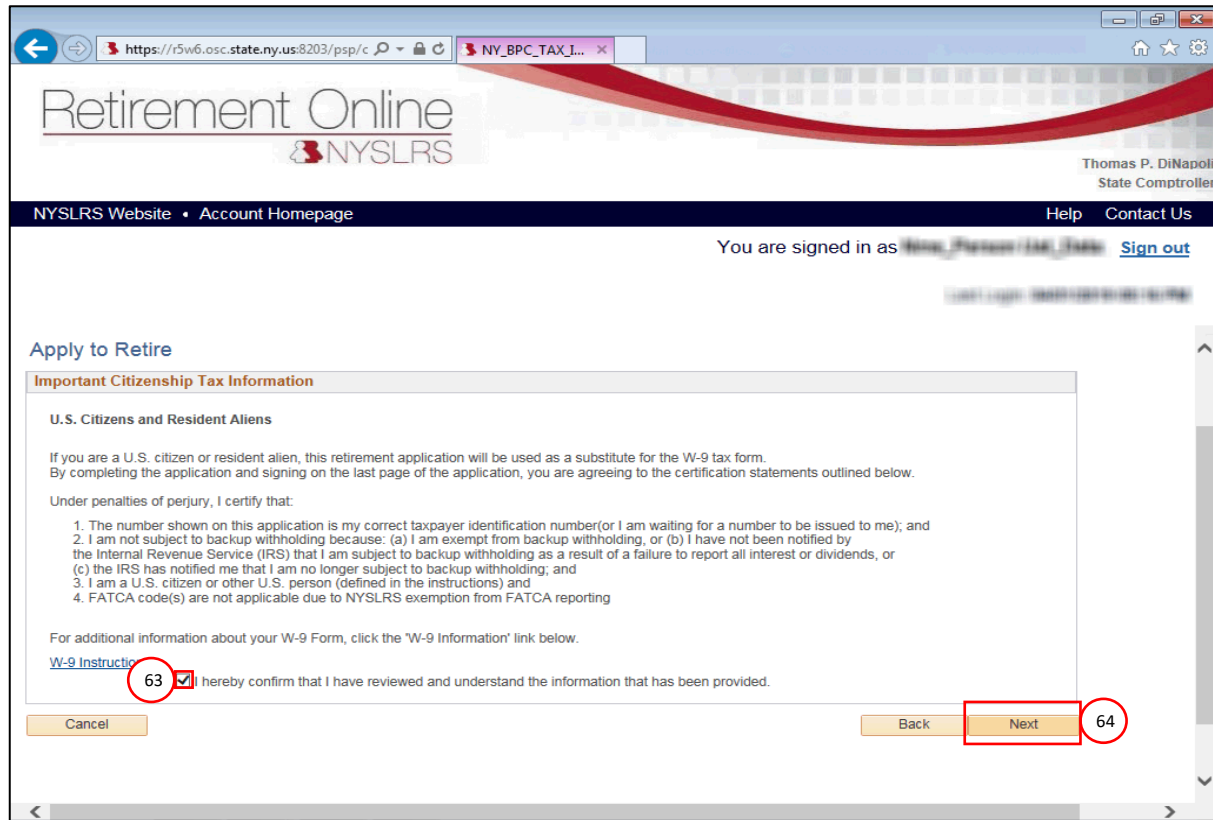 https://r5w6.osc.state.ny.us:8203/psp/c
NY_BPC_TAX_I...
Retirement Online
NYSLRS
Thomas P. DiNapoli
State Comptroller
NYSLRS Website • Account Homepage
Help Contact Us
You are signed in as
Sign out
Apply to Retire
Important Citizenship Tax Information
U.S. Citizens and Resident Aliens
If you are a U.S. citizen or resident alien, this retirement application will be used as a substitute for the W-9 tax form.
By completing the application and signing on the last page of the application, you are agreeing to the certification statements outlined below.
Under penalties of perjury, I certify that:
1. The number shown on this application is my correct taxpayer identification number(or I am waiting for a number to be issued to me); and
2. I am not subject to backup withholding because: (a) I am exempt from backup withholding, or (b) I have not been notified by
the Internal Revenue Service (IRS) that I am subject to backup withholding as a result of a failure to report all interest or dividends, or
(c) the IRS has notified me that I am no longer subject to backup withholding; and
3. I am a U.S. citizen or other U.S. person (defined in the instructions) and
4. FATCA code(s) are not applicable due to NYSLRS exemption from FATCA reporting
For additional information about your W-9 Form, click the 'W-9 Information' link below.
W-9 Instruction
63 I hereby confirm that I have reviewed and understand the information that has been provided.
Cancel Back Next 64